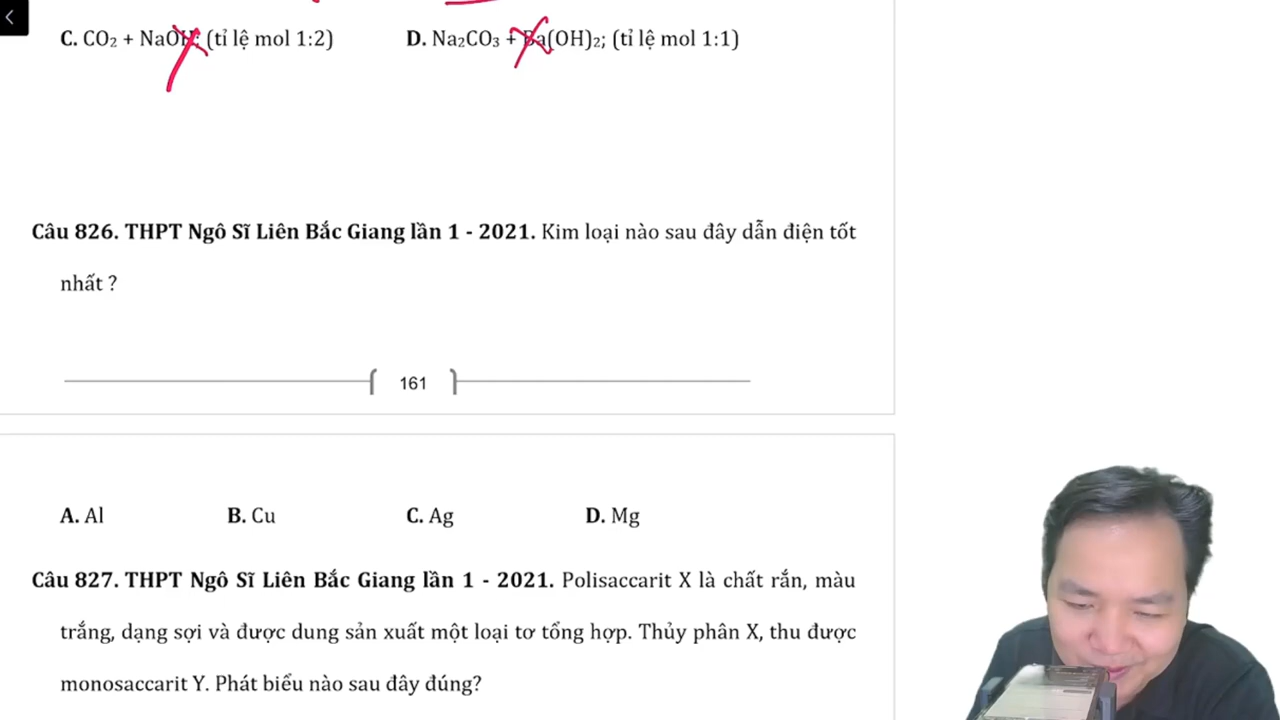 C. CO₂ + NaOH; (tỉ lệ mol 1:2) D. Na₂CO₃ + Ba(OH)₂; (tỉ lệ mol 1:1)
Câu 826. THPT Ngô Sĩ Liên Bắc Giang lần 1 - 2021. Kim loại nào sau đây dẫn điện tốt
nhất ?
161
A. Al B. Cu C. Ag D. Mg
Câu 827. THPT Ngô Sĩ Liên Bắc Giang lần 1 - 2021. Polisaccarit X là chất rắn, màu
trắng, dạng sợi và được dung sản xuất một loại tơ tổng hợp. Thủy phân X, thu được
monosaccarit Y. Phát biểu nào sau đây đúng?